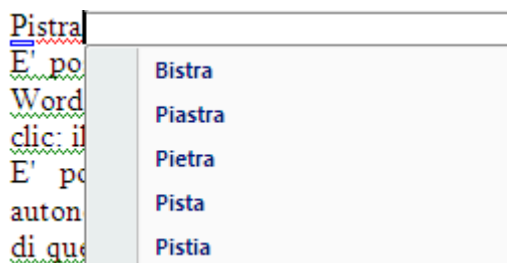 Pistra
E' po
Word
clic: il
E' po
auton
di que
Bistra
Piastra
Pietra
Pista
Pistia